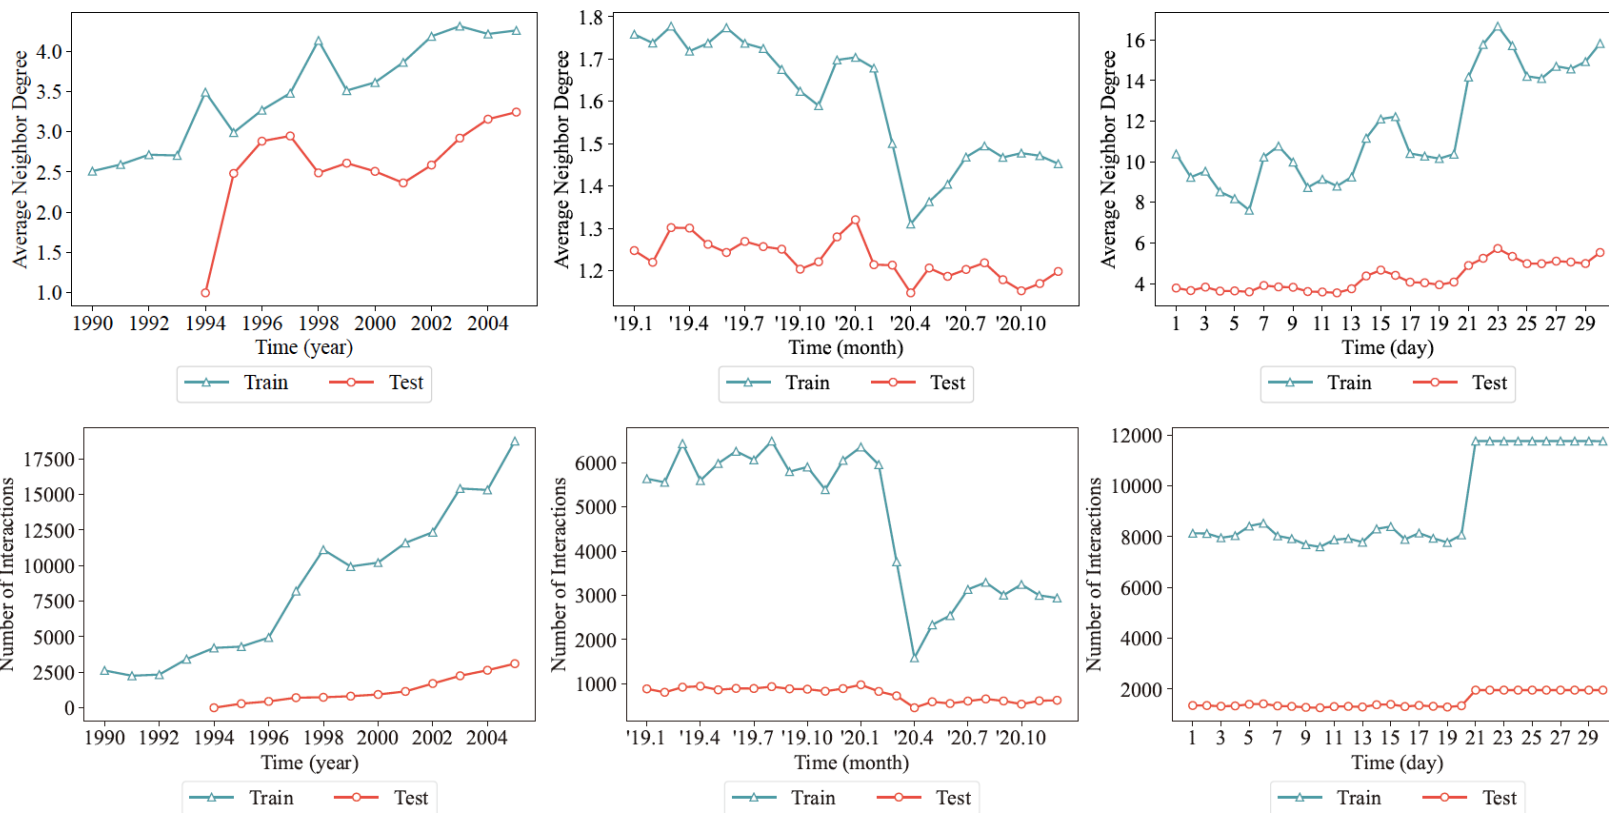 Average Neighbor Degree
4.0
3.5
3.0
2.5
2.0
1.5
1.0
1990 1992 1994 1996 1998 2000 2002 2004
Time (year)
Train Test
Average Neighbor Degree
1.8
1.7
1.6
1.5
1.4
1.3
1.2
'19.1 '19.4 '19.7 '19.10 '20.1 '20.4 '20.7 '20.10
Time (month)
Train Test
Average Neighbor Degree
16
14
12
10
8
6
4
1 3 5 7 9 11 13 15 17 19 21 23 25 27 29
Time (day)
Train Test
Number of Interactions
17500
15000
12500
10000
7500
5000
2500
0
1990 1992 1994 1996 1998 2000 2002 2004
Time (year)
Train Test
Number of Interactions
6000
5000
4000
3000
2000
1000
'19.1 '19.4 '19.7 '19.10 '20.1 '20.4 '20.7 '20.10
Time (month)
Train Test
Number of Interactions
12000
10000
8000
6000
4000
2000
1 3 5 7 9 11 13 15 17 19 21 23 25 27 29
Time (day)
Train Test